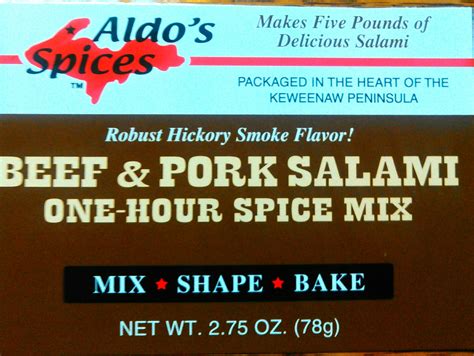 Aldo's
Spices
TM
Makes Five Pounds of
Delicious Salami
PACKAGED IN THE HEART OF THE
KEWEENAW PENINSULA
Robust Hickory Smoke Flavor!
BEEF & PORK SALAMI
ONE-HOUR SPICE MIX
MIX ★ SHAPE ★ BAKE
NET WT. 2.75 OZ. (78g)